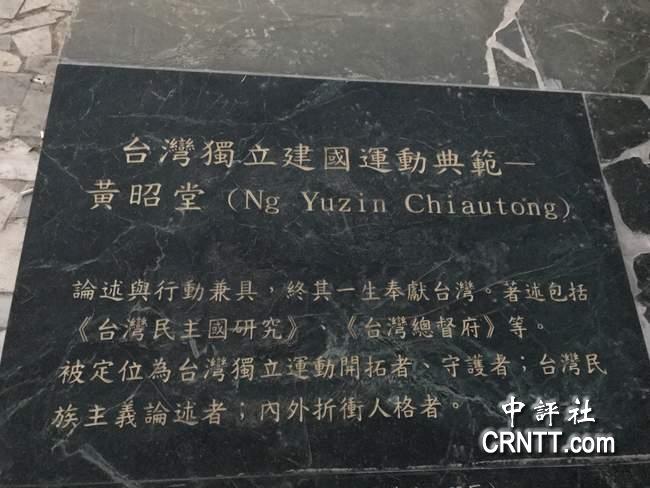 台灣獨立建國運動典範—
黃昭堂（Ng Yuzin Chiautong）
論述與行動兼具，終其一生奉獻台灣。著述包括
《台灣民主國研究》、《台灣總督府》等。
被定位為台灣獨立運動開拓者、守護者；台灣民
族主義論述者；內外折衝人格者。
中評社
CRNTT.com